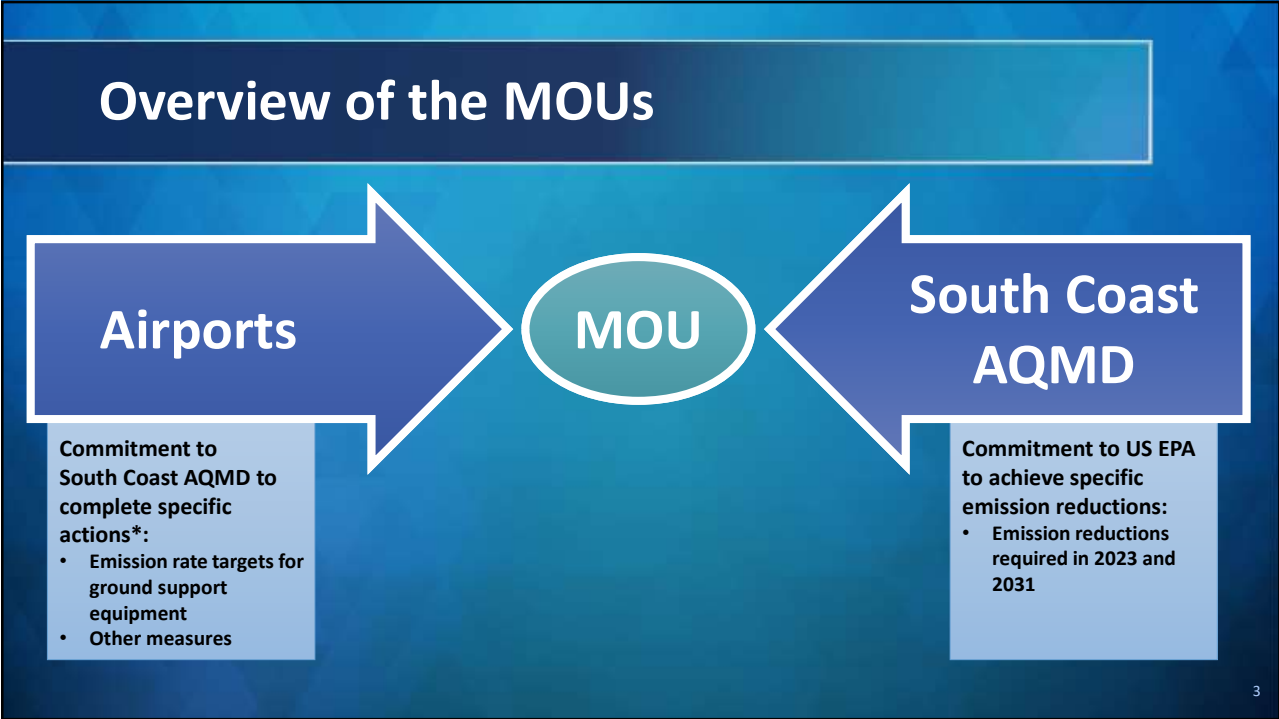 Overview of the MOUs
Airports
MOU
South Coast
AQMD
Commitment to
South Coast AQMD to
complete specific
actions*:
• Emission rate targets for
ground support
equipment
• Other measures
Commitment to US EPA
to achieve specific
emission reductions:
• Emission reductions
required in 2023 and
2031
3